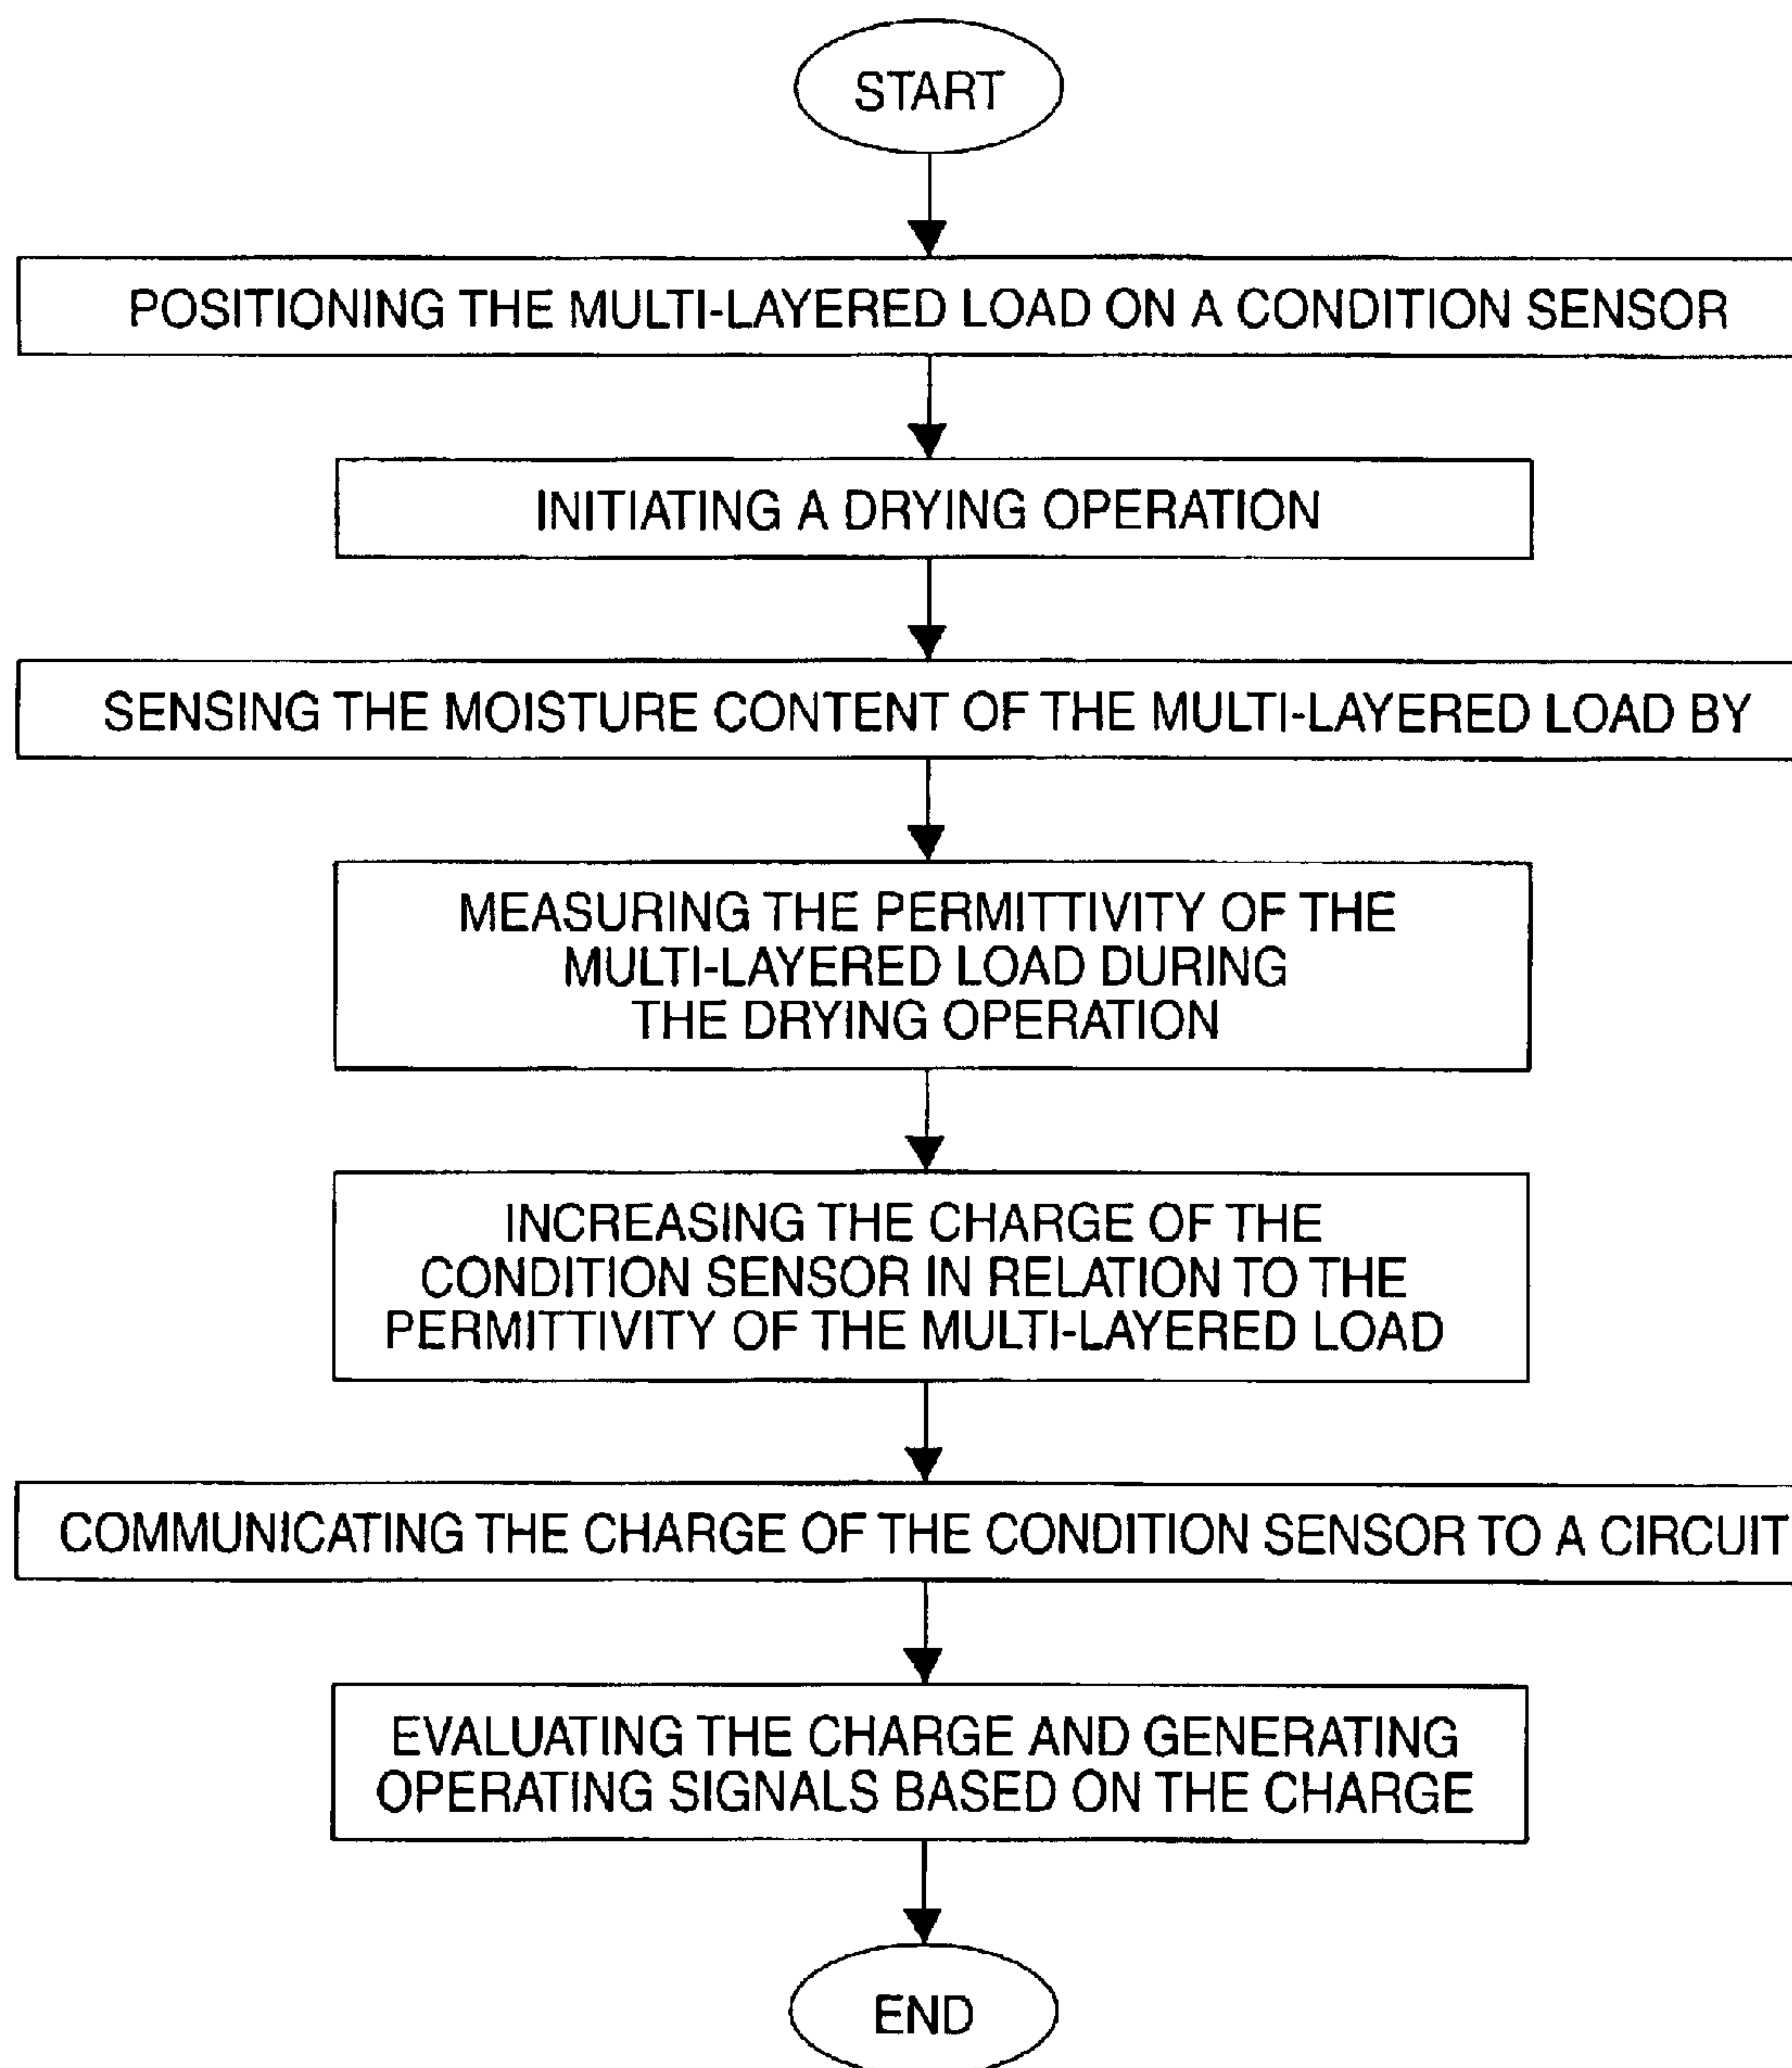 START
POSITIONING THE MULTI-LAYERED LOAD ON A CONDITION SENSOR
INITIATING A DRYING OPERATION
SENSING THE MOISTURE CONTENT OF THE MULTI-LAYERED LOAD BY
MEASURING THE PERMITTIVITY OF THE
MULTI-LAYERED LOAD DURING
THE DRYING OPERATION
INCREASING THE CHARGE OF THE
CONDITION SENSOR IN RELATION TO THE
PERMITTIVITY OF THE MULTI-LAYERED LOAD
COMMUNICATING THE CHARGE OF THE CONDITION SENSOR TO A CIRCUIT
EVALUATING THE CHARGE AND GENERATING
OPERATING SIGNALS BASED ON THE CHARGE
END